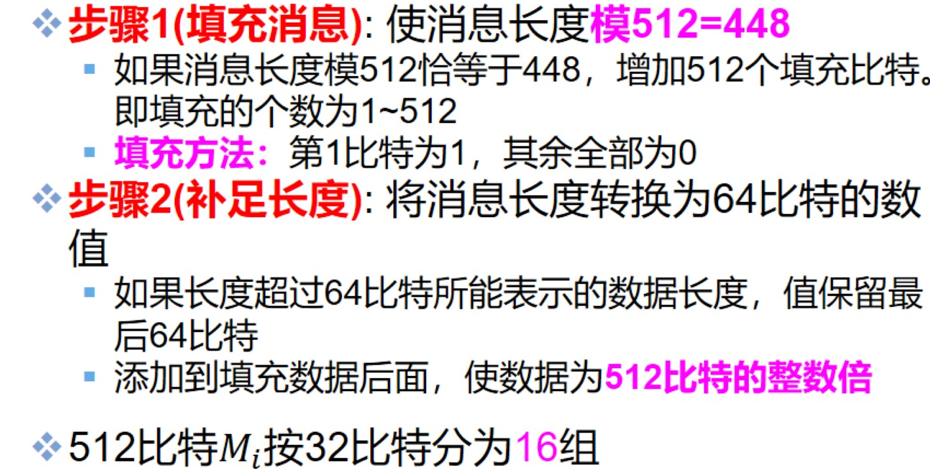 步骤1(填充消息): 使消息长度模512=448
如果消息长度模512恰等于448，增加512个填充比特。
即填充的个数为1~512
填充方法：第1比特为1，其余全部为0
步骤2(补足长度): 将消息长度转换为64比特的数
值
如果长度超过64比特所能表示的数据长度，值保留最
后64比特
添加到填充数据后面，使数据为512比特的整数倍
512比特Mᵢ按32比特分为16组